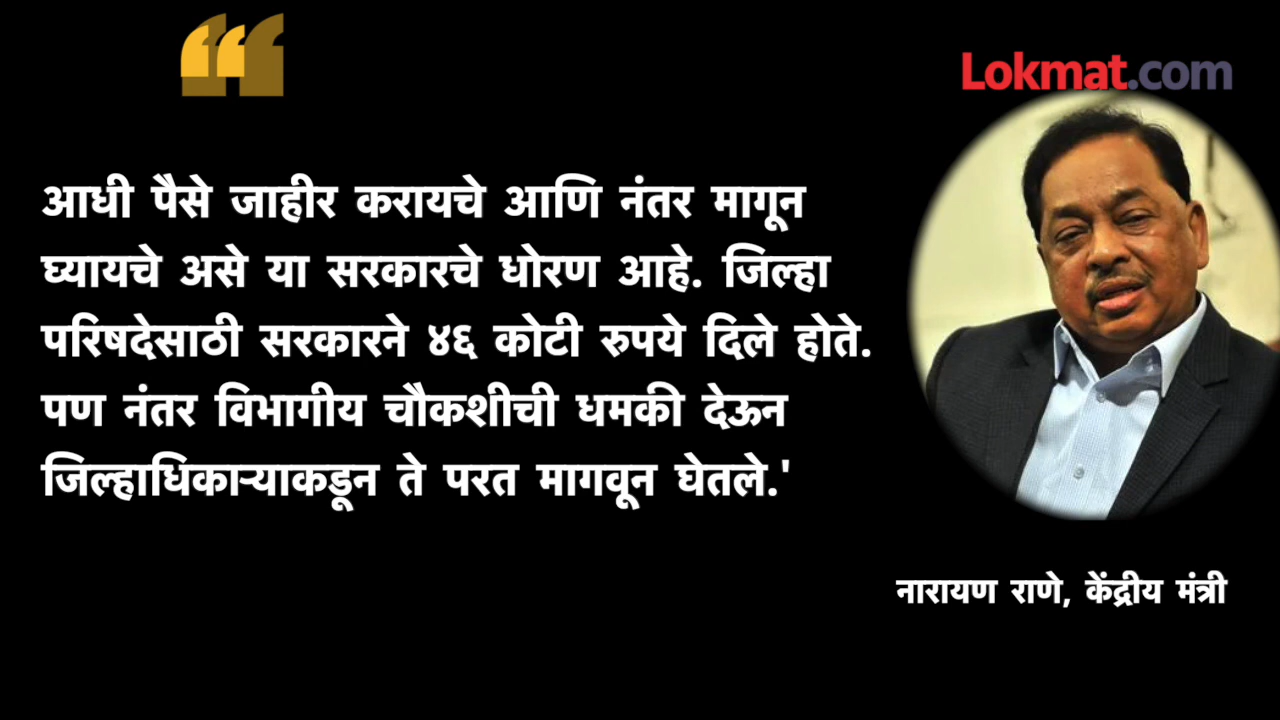 Lokmat.com
आधी पैसे जाहीर करायचे आणि नंतर मागून
घ्यायचे असे या सरकारचे धोरण आहे. जिल्हा
परिषदेसाठी सरकारने ४६ कोटी रुपये दिले होते.
पण नंतर विभागीय चौकशीची धमकी देऊन
जिल्हाधिकाऱ्याकडून ते परत मागवून घेतले.'
नारायण राणे, केंद्रीय मंत्री